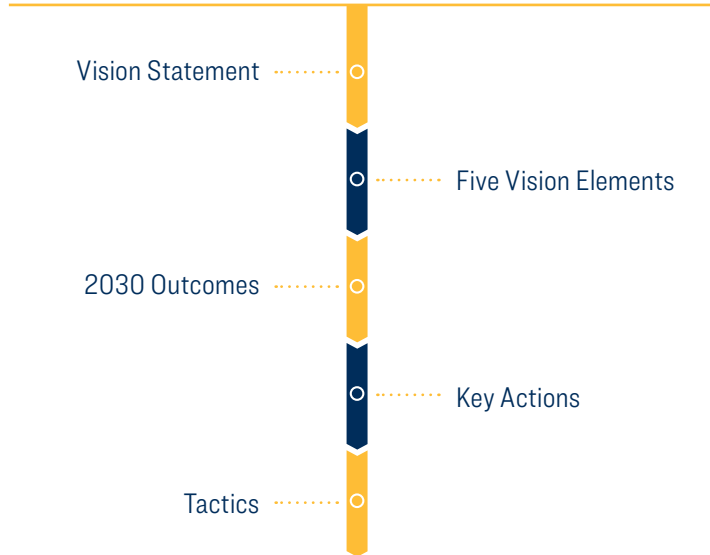 Vision Statement
Five Vision Elements
2030 Outcomes
Key Actions
Tactics